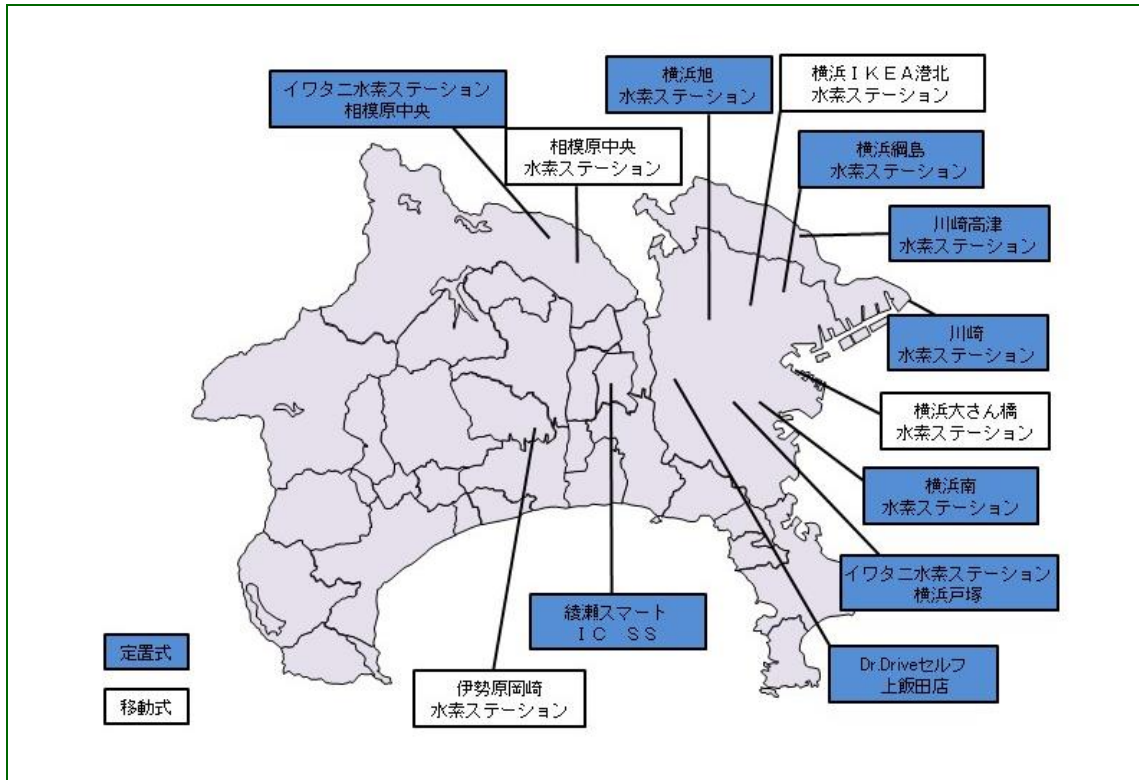 イワタニ水素ステーション
相模原中央
相模原中央
水素ステーション
横浜旭
水素ステーション
横浜ＩＫＥＡ港北
水素ステーション
横浜綱島
水素ステーション
川崎高津
水素ステーション
川崎
水素ステーション
横浜大さん橋
水素ステーション
横浜南
水素ステーション
イワタニ水素ステーション
横浜戸塚
Dr.Driveセルフ
上飯田店
綾瀬スマート
ＩＣ　ＳＳ
伊勢原岡崎
水素ステーション
定置式
移動式